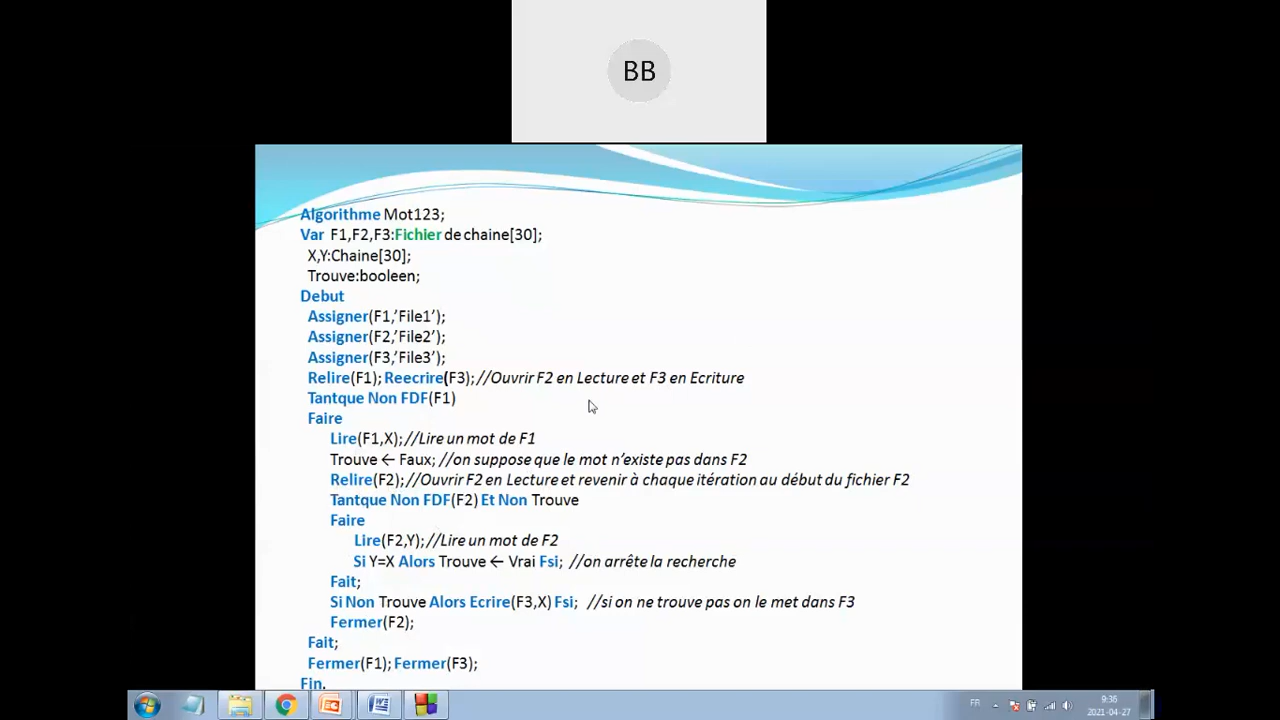 BB
Algorithme Mot123;
Var F1,F2,F3:Fichier de chaine[30];
X,Y:Chaine[30];
Trouve:booleen;
Debut
Assigner(F1,’File1’);
Assigner(F2,’File2’);
Assigner(F3,’File3’);
Relire(F1); Reecrire(F3); //Ouvrir F2 en Lecture et F3 en Ecriture
Tantque Non FDF(F1)
Faire
Lire(F1,X); //Lire un mot de F1
Trouve ← Faux; //on suppose que le mot n’existe pas dans F2
Relire(F2); //Ouvrir F2 en Lecture et revenir à chaque itération au début du fichier F2
Tantque Non FDF(F2) Et Non Trouve
Faire
Lire(F2,Y); //Lire un mot de F2
Si Y=X Alors Trouve ← Vrai Fsi; //on arrête la recherche
Fait;
Si Non Trouve Alors Ecrire(F3,X) Fsi; //si on ne trouve pas on le met dans F3
Fermer(F2);
Fait;
Fermer(F1); Fermer(F3);
Fin.
FR
9:36
2021-04-27